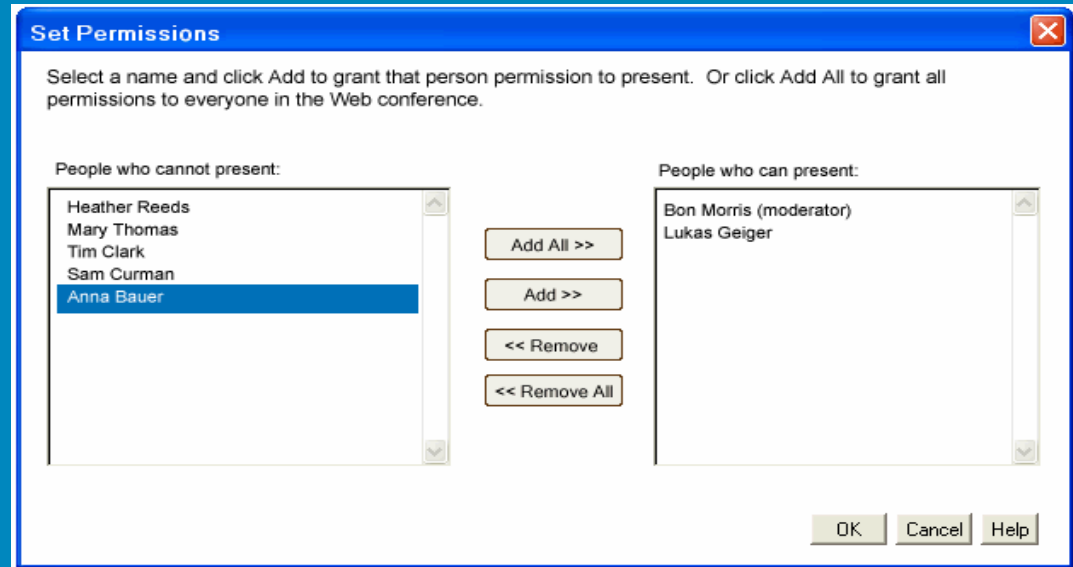 Set Permissions
Select a name and click Add to grant that person permission to present. Or click Add All to grant all
permissions to everyone in the Web conference.
People who cannot present:
Heather Reeds
Mary Thomas
Tim Clark
Sam Curman
Anna Bauer
Add All >>
Add >>
<< Remove
<< Remove All
People who can present:
Bon Morris (moderator)
Lukas Geiger
OK
Cancel
Help